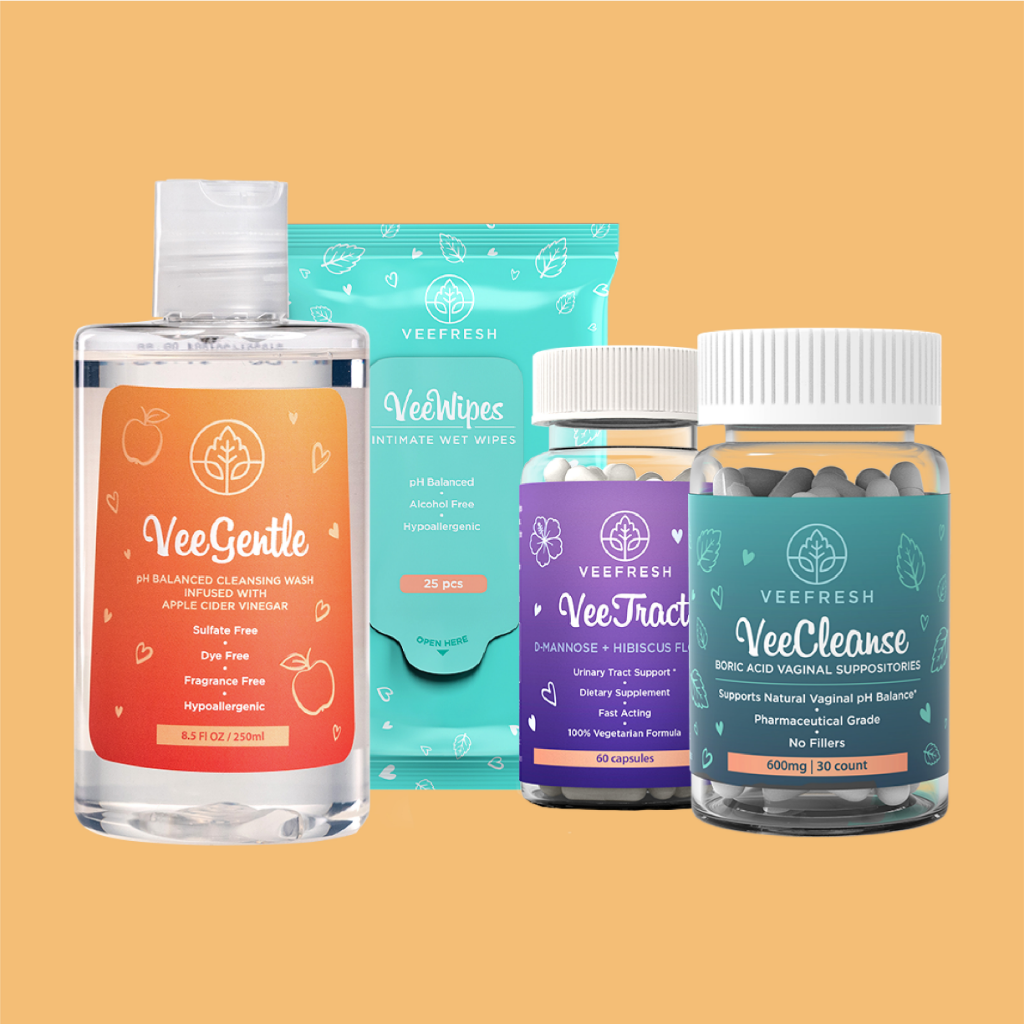 VeeGentle
pH BALANCED CLEANSING WASH
INFUSED WITH
APPLE CIDER VINEGAR
Sulfate Free
•
Dye Free
•
Fragrance Free
•
Hypoallergenic
8.5 Fl OZ / 250ml
VEEFRESH
VeeWipes
INTIMATE WET WIPES
pH Balanced
•
Alcohol Free
•
Hypoallergenic
25 pcs
OPEN HERE
VEEFRESH
VeeTract
D-MANNOSE + HIBISCUS FL
Urinary Tract Support*
•
Dietary Supplement
•
Fast Acting
•
100% Vegetarian Formula
60 capsules
VEEFRESH
VeeCleanse
BORIC ACID VAGINAL SUPPOSITORIES
Supports Natural Vaginal pH Balance*
•
Pharmaceutical Grade
•
No Fillers
600mg | 30 count